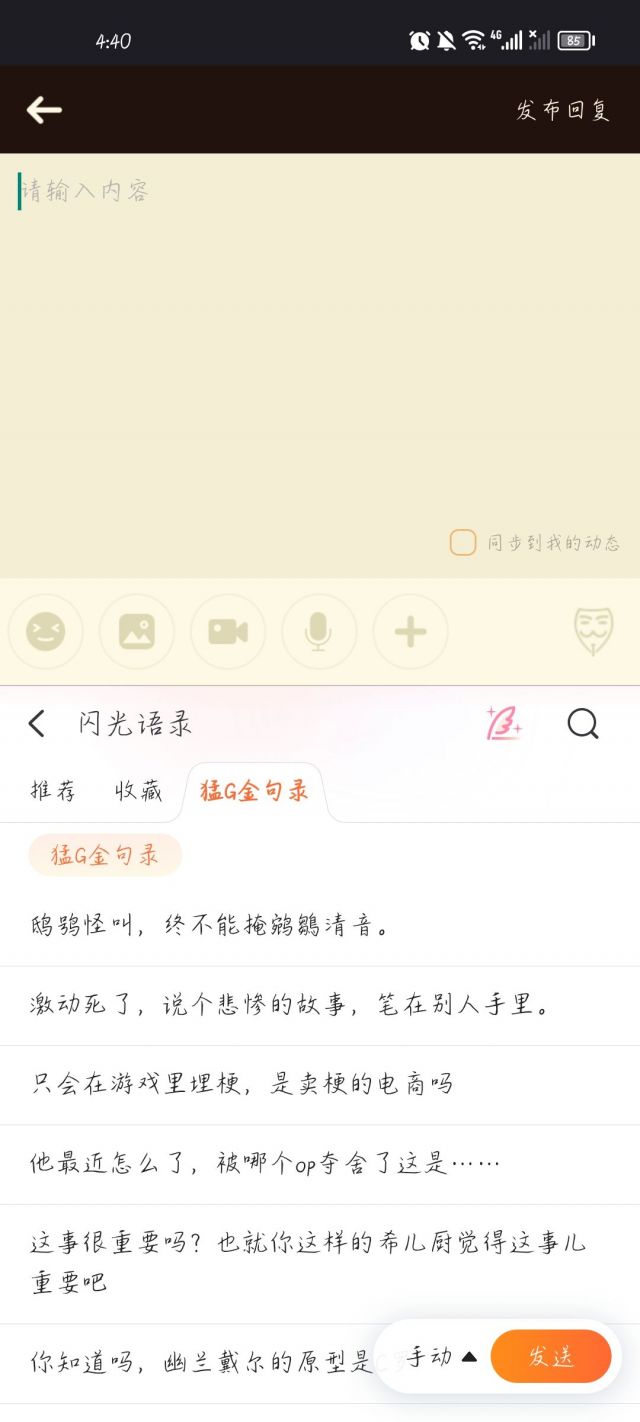 4:40
4G
85
发布回复
请输入内容
同步到我的动态
闪光语录
推荐
收藏
猛G金句录
猛G金句录
鸱鸮怪叫，终不能掩鹓鶵清音。
激动死了，说个悲惨的故事，笔在别人手里。
只会在游戏里埋梗，是卖梗的电商吗
他最近怎么了，被哪个op夺舍了这是……
这事很重要吗？也就你这样的希儿厨觉得这事儿
重要吧
你知道吗，幽兰戴尔的原型是
手动
发送